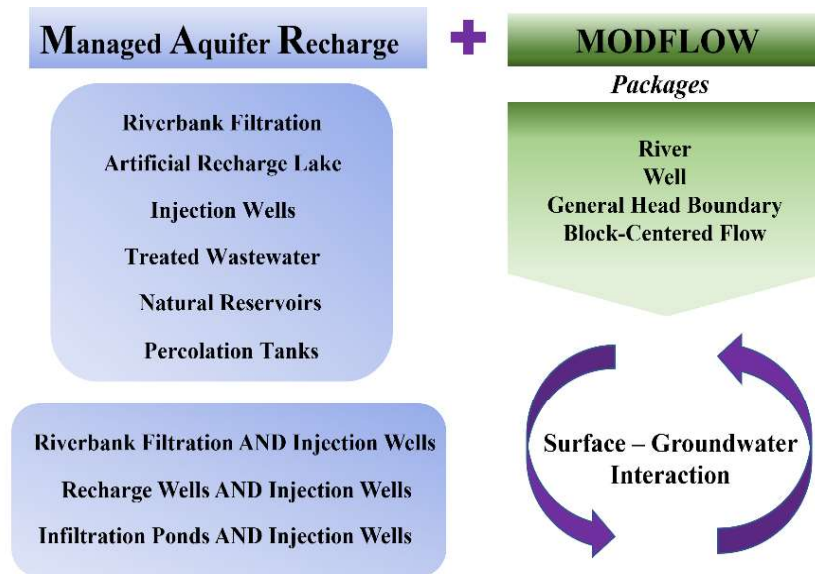 Managed Aquifer Recharge
Riverbank Filtration
Artificial Recharge Lake
Injection Wells
Treated Wastewater
Natural Reservoirs
Percolation Tanks
Riverbank Filtration AND Injection Wells
Recharge Wells AND Injection Wells
Infiltration Ponds AND Injection Wells
MODFLOW
Packages
River
Well
General Head Boundary
Block-Centered Flow
Surface – Groundwater
Interaction